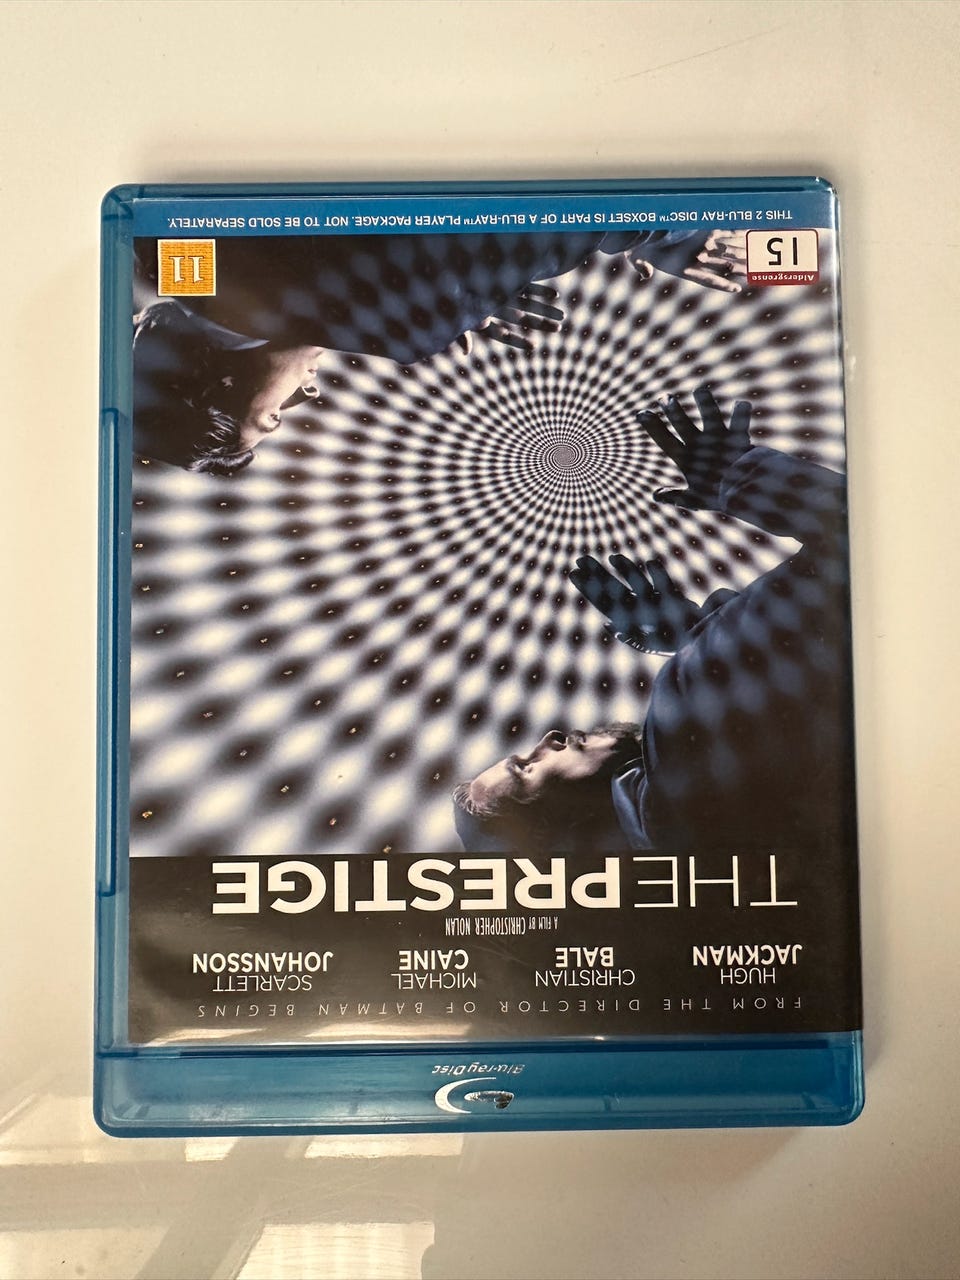 Blu-ray Disc
FROM THE DIRECTOR OF BATMAN BEGINS
HUGH JACKMAN
CHRISTIAN BALE
MICHAEL CAINE
SCARLETT JOHANSSON
A FILM BY CHRISTOPHER NOLAN
THE PRESTIGE
Aldersgrense
15
11
THIS 2 BLU-RAY DISC™ BOXSET IS PART OF A BLU-RAY™ PLAYER PACKAGE. NOT TO BE SOLD SEPARATELY.